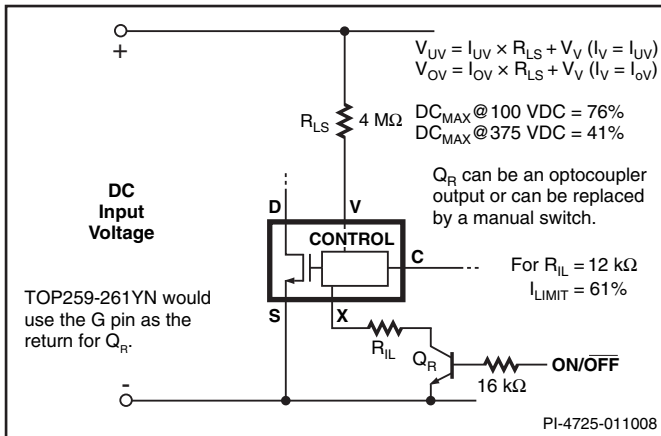 +
V_UV = I_UV × R_LS + V_V (I_V = I_UV)
V_OV = I_OV × R_LS + V_V (I_V = I_oV)
R_LS 4 MΩ
DC_MAX@100 VDC = 76%
DC_MAX@375 VDC = 41%
Q_R can be an optocoupler
output or can be replaced
by a manual switch.
DC
Input
Voltage
D
V
CONTROL
C
For R_IL = 12 kΩ
I_LIMIT = 61%
TOP259-261YN would
use the G pin as the
return for Q_R.
S
X
R_IL
Q_R
ON/O̅F̅F̅
16 kΩ
-
PI-4725-011008